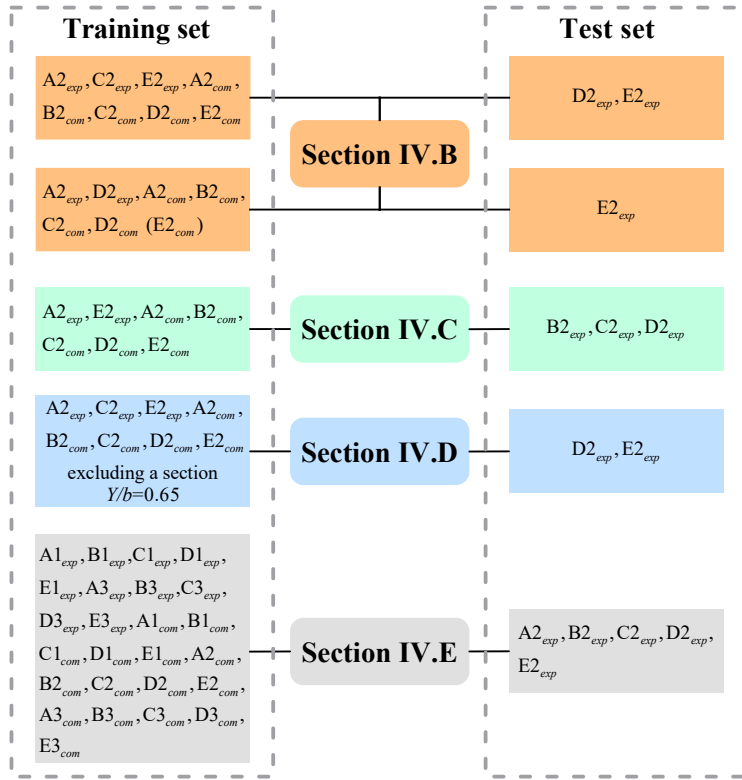 Training set
Test set
A2exp, C2exp, E2exp, A2com,
B2com, C2com, D2com, E2com
Section IV.B
D2exp, E2exp
A2exp, D2exp, A2com, B2com,
C2com, D2com (E2com)
E2exp
A2exp, E2exp, A2com, B2com,
C2com, D2com, E2com
Section IV.C
B2exp, C2exp, D2exp
A2exp, C2exp, E2exp, A2com,
B2com, C2com, D2com, E2com
excluding a section
Y/b=0.65
Section IV.D
D2exp, E2exp
A1exp, B1exp, C1exp, D1exp,
E1exp, A3exp, B3exp, C3exp,
D3exp, E3exp, A1com, B1com,
C1com, D1com, E1com, A2com,
B2com, C2com, D2com, E2com,
A3com, B3com, C3com, D3com,
E3com
Section IV.E
A2exp, B2exp, C2exp, D2exp,
E2exp